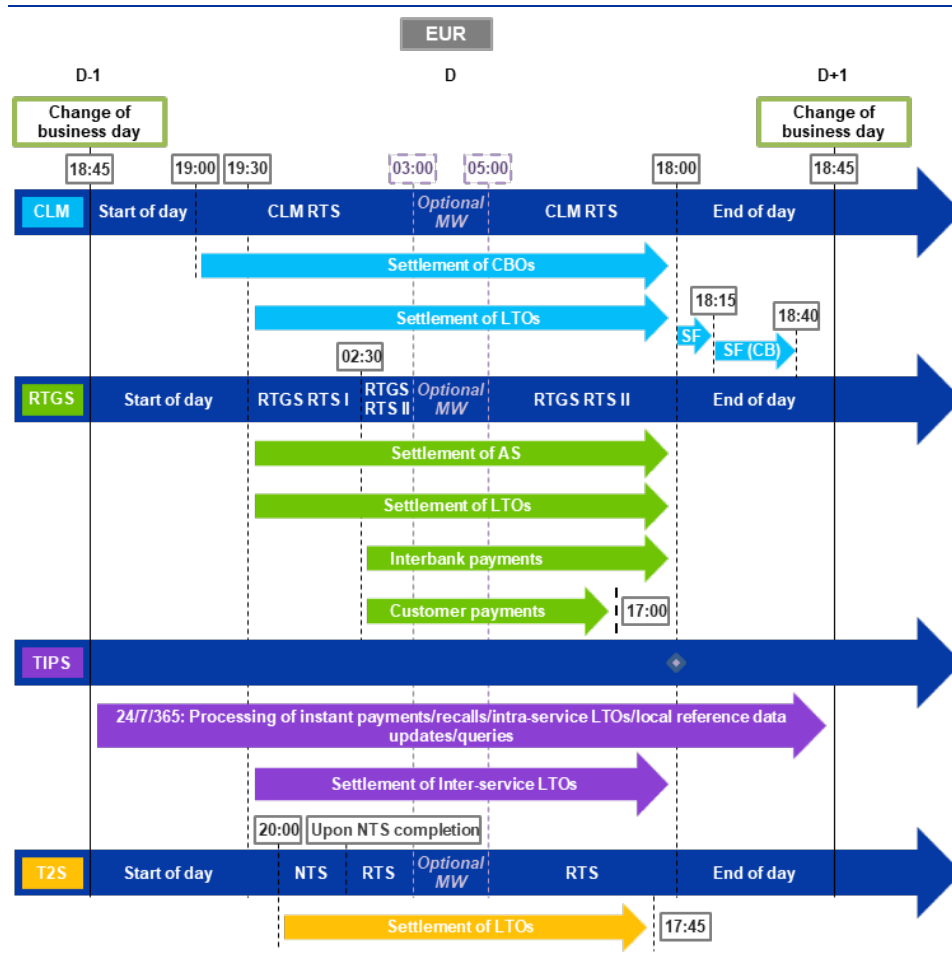 EUR
D-1
D
D+1
Change of
business day
Change of
business day
18:45
19:00
19:30
03:00
05:00
18:00
18:45
CLM
Start of day
CLM RTS
Optional
MW
CLM RTS
End of day
Settlement of CBOs
Settlement of LTOs
18:15
18:40
SF
SF (CB)
02:30
RTGS
Start of day
RTGS RTS I
RTGS
RTS II
Optional
MW
RTGS RTS II
End of day
Settlement of AS
Settlement of LTOs
Interbank payments
Customer payments
17:00
TIPS
24/7/365: Processing of instant payments/recalls/intra-service LTOs/local reference data
updates/queries
Settlement of Inter-service LTOs
20:00
Upon NTS completion
T2S
Start of day
NTS
RTS
Optional
MW
RTS
End of day
Settlement of LTOs
17:45